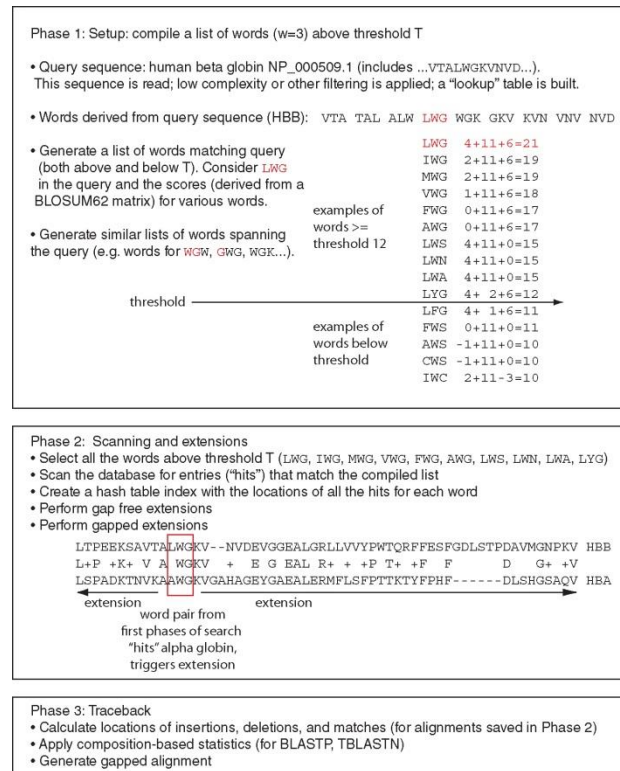 Phase 1: Setup: compile a list of words (w=3) above threshold T
• Query sequence: human beta globin NP_000509.1 (includes ...VTALWGKVNVD...).
This sequence is read; low complexity or other filtering is applied; a “lookup” table is built.
• Words derived from query sequence (HBB): VTA TAL ALW LWG WGK GKV KVN VNV NVD
• Generate a list of words matching query
(both above and below T). Consider LWG
in the query and the scores (derived from a
BLOSUM62 matrix) for various words.
• Generate similar lists of words spanning
the query (e.g. words for WGW, GWG, WGK...).
examples of
words >=
threshold 12
LWG 4+11+6=21
IWG 2+11+6=19
MWG 2+11+6=19
VWG 1+11+6=18
FWG 0+11+6=17
AWG 0+11+6=17
LWS 4+11+0=15
LWN 4+11+0=15
LWA 4+11+0=15
LYG 4+ 2+6=12
threshold
LFG 4+ 1+6=11
FWS 0+11+0=11
AWS -1+11+0=10
CWS -1+11+0=10
IWC 2+11-3=10
examples of
words below
threshold
Phase 2: Scanning and extensions
• Select all the words above threshold T (LWG, IWG, MWG, VWG, FWG, AWG, LWS, LWN, LWA, LYG)
• Scan the database for entries (“hits”) that match the compiled list
• Create a hash table index with the locations of all the hits for each word
• Perform gap free extensions
• Perform gapped extensions
LTPEEKSAVTALWGKV--NVDEVGGEALGRLLVVYPWTQRFFESFGDLSTPDAVMGNPKV HBB
L+P +K+ V A WGKV + E G EALR+ + +P T+ +F F D G+ +V
LSPADKTNVKAAWGKVGAHAGEYGAEALERMFLSFPTTKTYFPHF------DLSHGSAQV HBA
extension
extension
word pair from
first phases of search
“hits” alpha globin,
triggers extension
Phase 3: Traceback
• Calculate locations of insertions, deletions, and matches (for alignments saved in Phase 2)
• Apply composition-based statistics (for BLASTP, TBLASTN)
• Generate gapped alignment